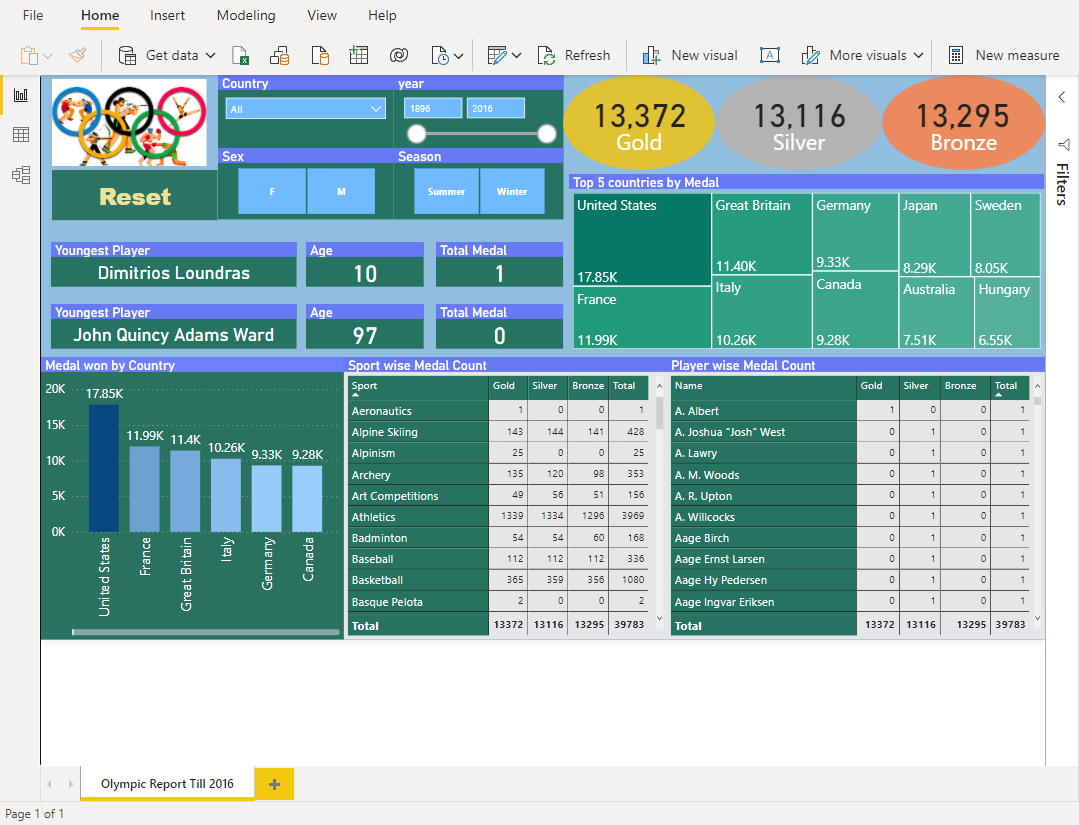 File Home Insert Modeling View Help
Get data Refresh New visual A More visuals New measure
Country year
All 1896 2016
Sex Season
F M Summer Winter
Reset
13,372 13,116 13,295
Gold Silver Bronze
Filters
Top 5 countries by Medal
United States Great Britain Germany Japan Sweden
17.85K 11.40K 9.33K 8.29K 8.05K
France Italy Canada Australia Hungary
11.99K 10.26K 9.28K 7.51K 6.55K
Youngest Player Age Total Medal
Dimitrios Loundras 10 1
Youngest Player Age Total Medal
John Quincy Adams Ward 97 0
Medal won by Country
20K
15K
10K
5K
0K
17.85K 11.99K 11.4K 10.26K 9.33K 9.28K
United States France Great Britain Italy Germany Canada
Sport wise Medal Count
Sport Gold Silver Bronze Total
Aeronautics 1 0 0 1
Alpine Skiing 143 144 141 428
Alpinism 25 0 0 25
Archery 135 120 98 353
Art Competitions 49 56 51 156
Athletics 1339 1334 1296 3969
Badminton 54 54 60 168
Baseball 112 112 112 336
Basketball 365 359 356 1080
Basque Pelota 2 0 0 2
Total 13372 13116 13295 39783
Player wise Medal Count
Name Gold Silver Bronze Total
A. Albert 1 0 0 1
A. Joshua "Josh" West 0 1 0 1
A. Lawry 0 1 0 1
A. M. Woods 0 1 0 1
A. R. Upton 0 1 0 1
A. Willcocks 0 1 0 1
Aage Birch 0 1 0 1
Aage Ernst Larsen 0 1 0 1
Aage Hy Pedersen 0 1 0 1
Aage Ingvar Eriksen 0 1 0 1
Total 13372 13116 13295 39783
Olympic Report Till 2016
Page 1 of 1